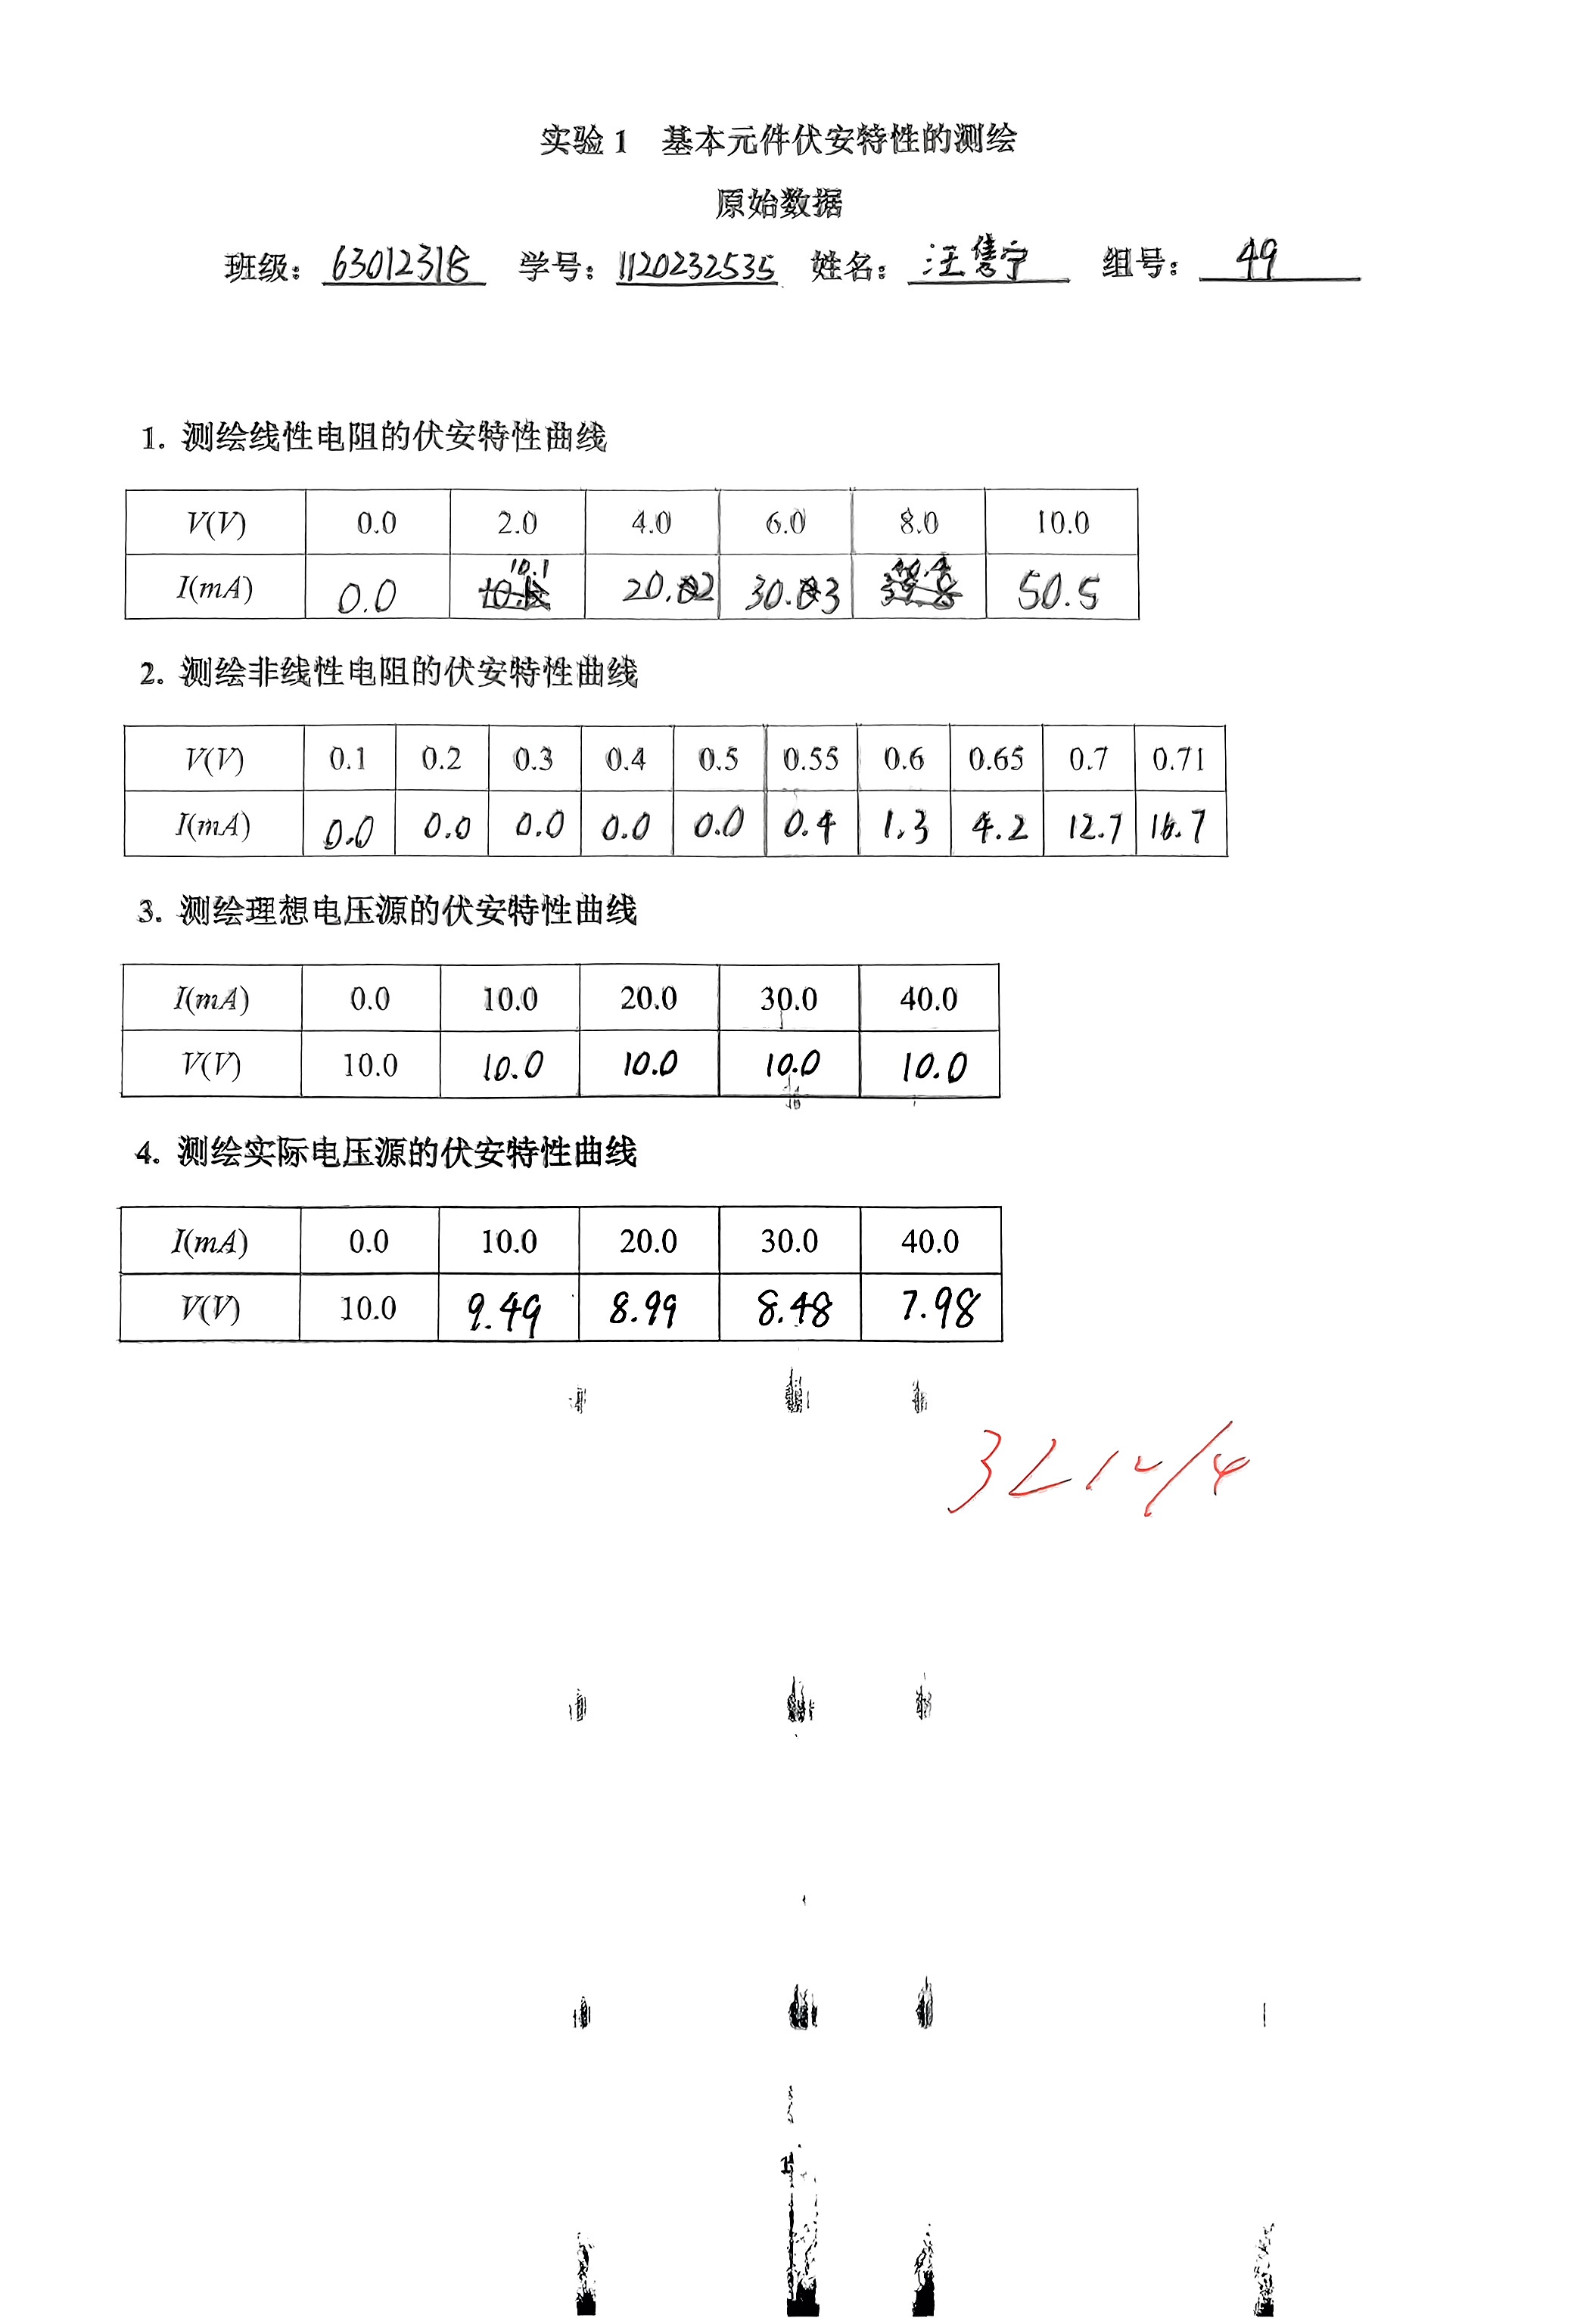 实验 1 基本元件伏安特性的测绘
原始数据
班级: 63012318 学号: 1120232535 姓名: 汪隽宁 组号: 49
1. 测绘线性电阻的伏安特性曲线
V(V) 0.0 2.0 4.0 6.0 8.0 10.0
10.1
I(mA) 0.0 20.2 30.3 50.5
2. 测绘非线性电阻的伏安特性曲线
V(V) 0.1 0.2 0.3 0.4 0.5 0.55 0.6 0.65 0.7 0.71
I(mA) 0.0 0.0 0.0 0.0 0.0 0.4 1.3 4.2 12.7 16.7
3. 测绘理想电压源的伏安特性曲线
I(mA) 0.0 10.0 20.0 30.0 40.0
V(V) 10.0 10.0 10.0 10.0 10.0
4. 测绘实际电压源的伏安特性曲线
I(mA) 0.0 10.0 20.0 30.0 40.0
V(V) 10.0 9.49 8.99 8.48 7.98